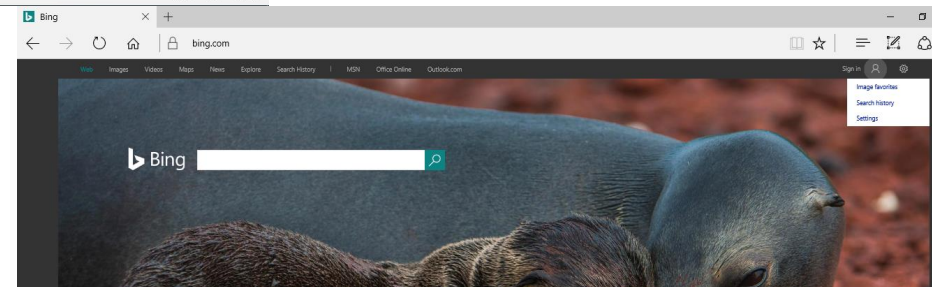 Bing
bing.com
Web Images Videos Maps News Explore Search History | MSN Office Online Outlook.com Sign in
Image favorites
Search history
Settings
Bing